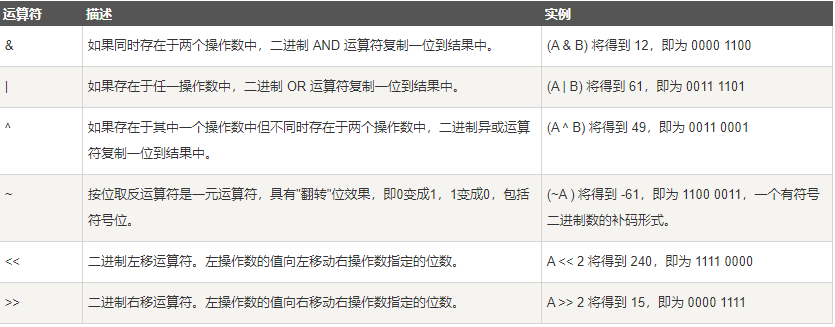 运算符 描述 实例
& 如果同时存在于两个操作数中，二进制 AND 运算符复制一位到结果中。 (A & B) 将得到 12，即为 0000 1100
| 如果存在于任一操作数中，二进制 OR 运算符复制一位到结果中。 (A | B) 将得到 61，即为 0011 1101
^ 如果存在于其中一个操作数中但不同时存在于两个操作数中，二进制异或运算 (A ^ B) 将得到 49，即为 0011 0001
符复制一位到结果中。
~ 按位取反运算符是一元运算符，具有"翻转"位效果，即0变成1，1变成0，包括 (~A ) 将得到 -61，即为 1100 0011，一个有符号
符号位。 二进制数的补码形式。
<< 二进制左移运算符。左操作数的值向左移动右操作数指定的位数。 A << 2 将得到 240，即为 1111 0000
>> 二进制右移运算符。左操作数的值向右移动右操作数指定的位数。 A >> 2 将得到 15，即为 0000 1111